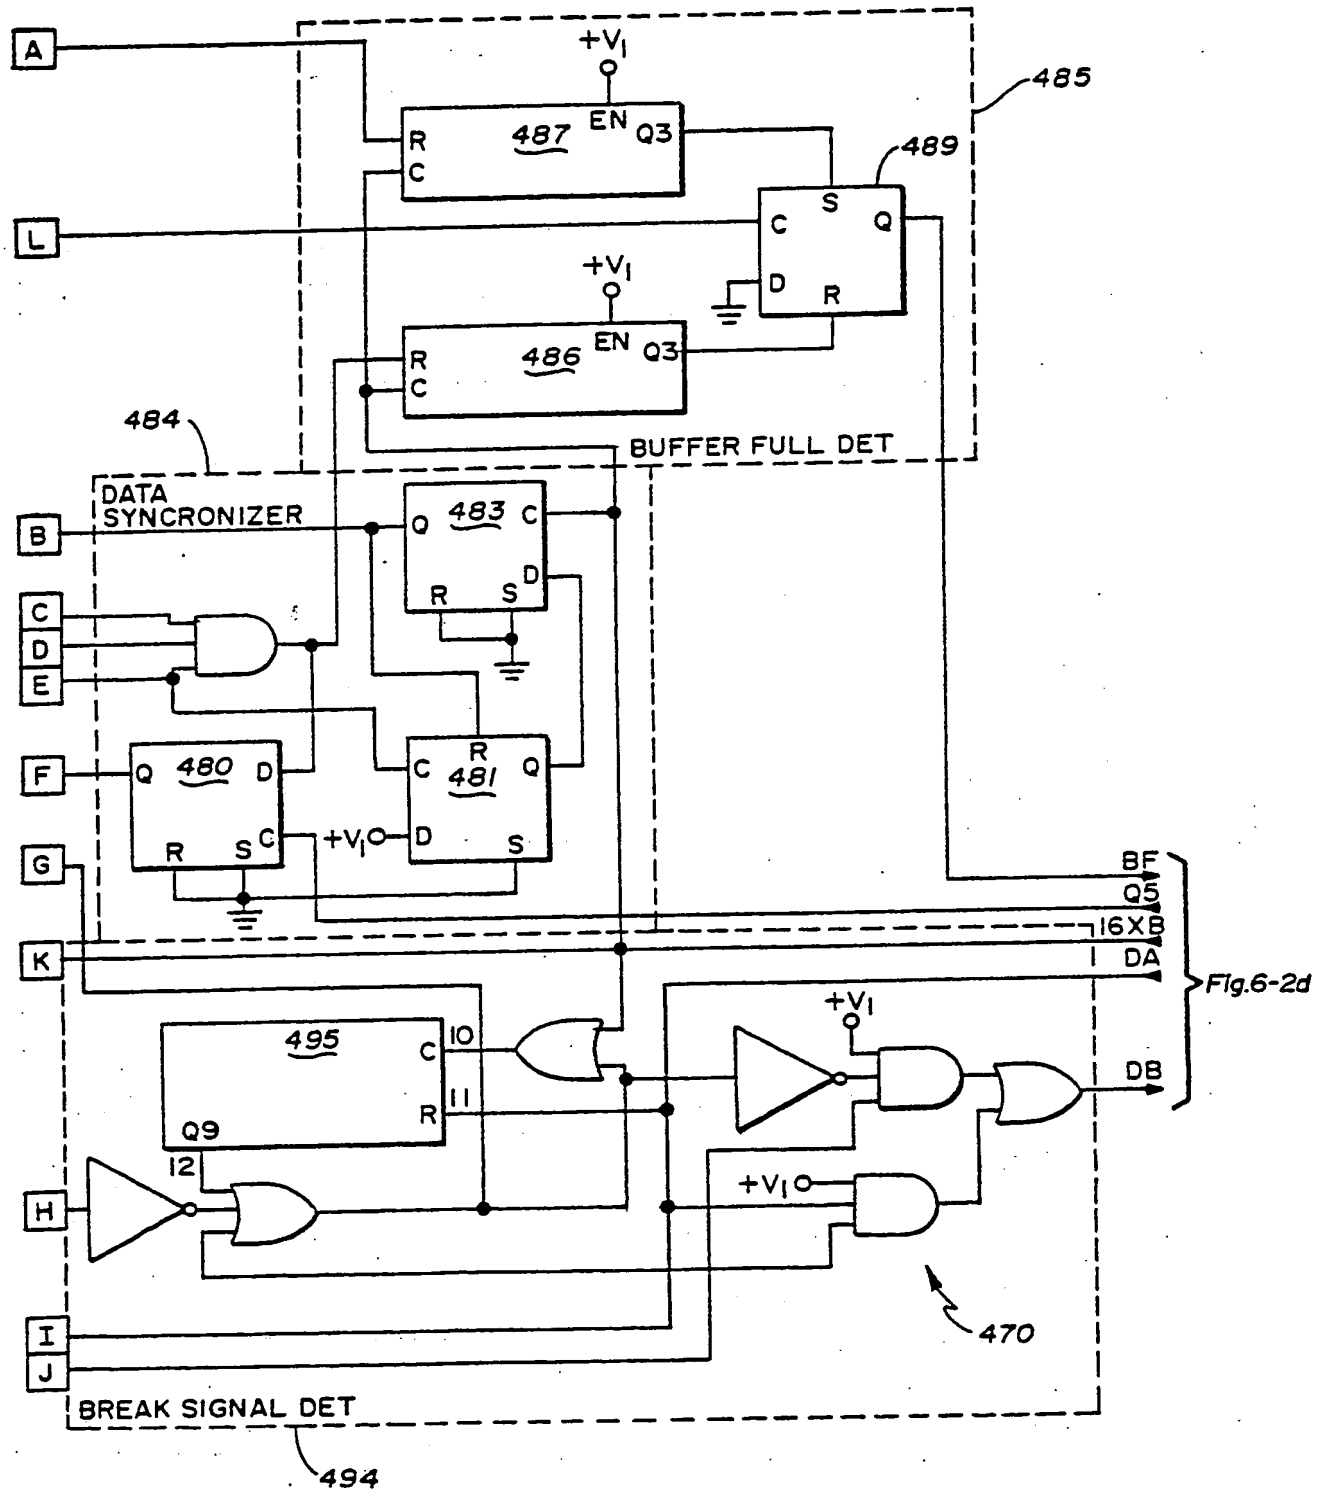 A
+V1
485
487
EN
Q3
R
C
489
S
L
C
Q
D
R
+V1
EN
486
Q3
R
C
484
BUFFER FULL DET
DATA
SYNCRONIZER
B
Q
483
C
D
R
S
C
D
E
F
Q
480
D
R
S
C
R
C
481
Q
+V1
D
S
G
BF
Q5
16XB
DA
Fig.6-2d
K
495
C
10
R
11
Q9
12
+V1
DB
H
+V1
470
I
J
BREAK SIGNAL DET
494